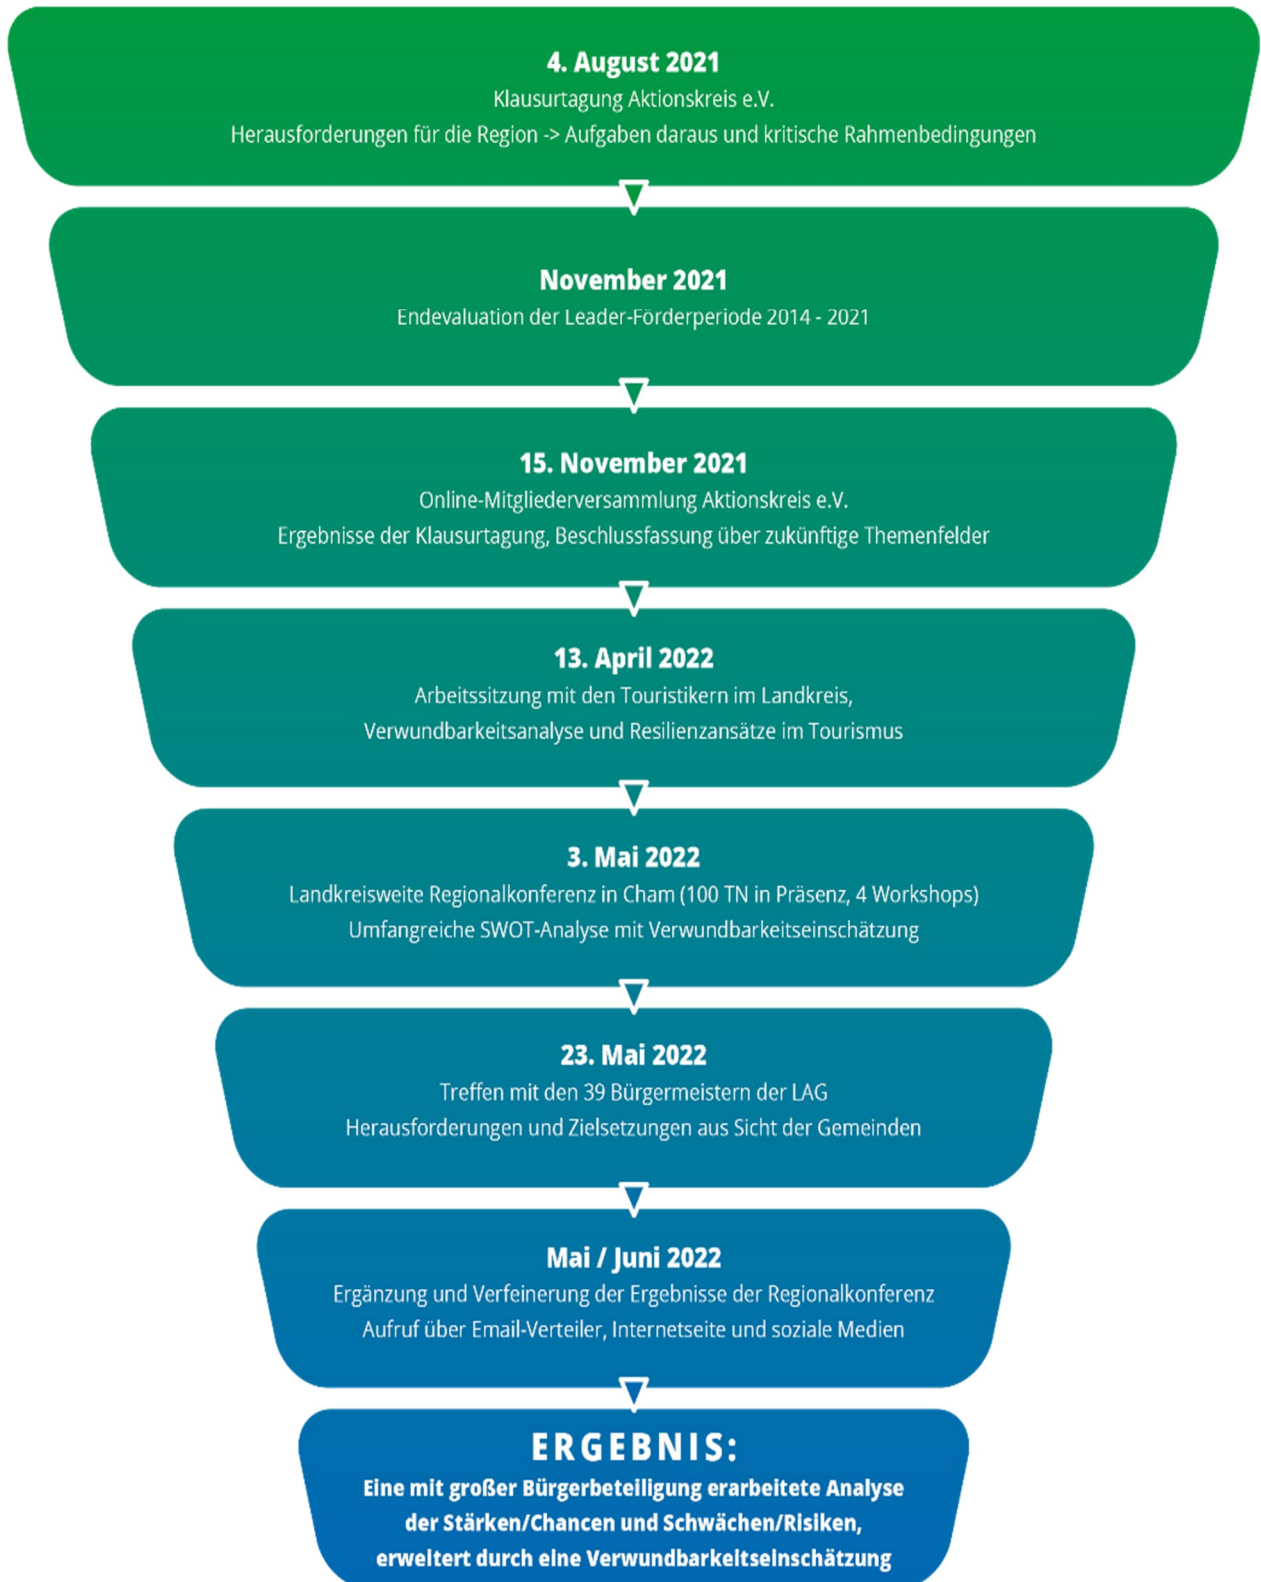 4. August 2021
Klausurtagung Aktionskreis e.V.
Herausforderungen für die Region -> Aufgaben daraus und kritische Rahmenbedingungen
November 2021
Endevaluation der Leader-Förderperiode 2014 - 2021
15. November 2021
Online-Mitgliederversammlung Aktionskreis e.V.
Ergebnisse der Klausurtagung, Beschlussfassung über zukünftige Themenfelder
13. April 2022
Arbeitssitzung mit den Touristikern im Landkreis,
Verwundbarkeitsanalyse und Resilienzansätze im Tourismus
3. Mai 2022
Landkreisweite Regionalkonferenz in Cham (100 TN in Präsenz, 4 Workshops)
Umfangreiche SWOT-Analyse mit Verwundbarkeitseinschätzung
23. Mai 2022
Treffen mit den 39 Bürgermeistern der LAG
Herausforderungen und Zielsetzungen aus Sicht der Gemeinden
Mai / Juni 2022
Ergänzung und Verfeinerung der Ergebnisse der Regionalkonferenz
Aufruf über Email-Verteiler, Internetseite und soziale Medien
ERGEBNIS:
Eine mit großer Bürgerbeteiligung erarbeitete Analyse
der Stärken/Chancen und Schwächen/Risiken,
erweitert durch eine Verwundbarkeitseinschätzung